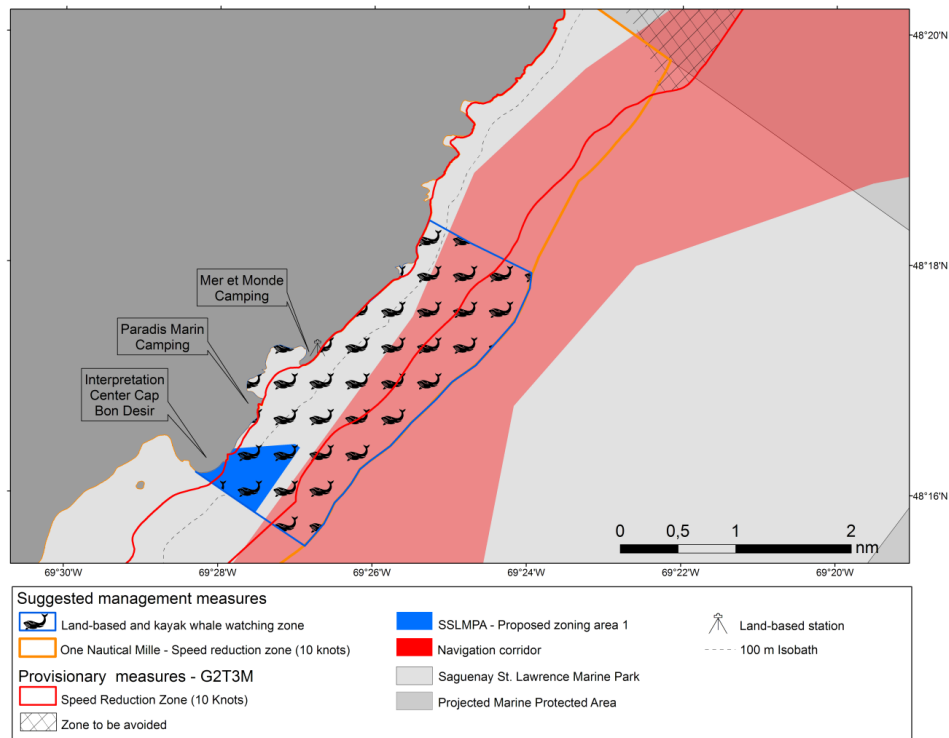 48°20'N
48°18'N
Mer et Monde
Camping
Paradis Marin
Camping
Interpretation
Center Cap
Bon Desir
48°16'N
0 0,5 1 2
nm
69°30'W 69°28'W 69°26'W 69°24'W 69°22'W 69°20'W
Suggested management measures
Land-based and kayak whale watching zone
One Nautical Mille - Speed reduction zone (10 knots)
Provisionary measures - G2T3M
Speed Reduction Zone (10 Knots)
Zone to be avoided
SSLMPA - Proposed zoning area 1
Navigation corridor
Saguenay St. Lawrence Marine Park
Projected Marine Protected Area
Land-based station
100 m Isobath